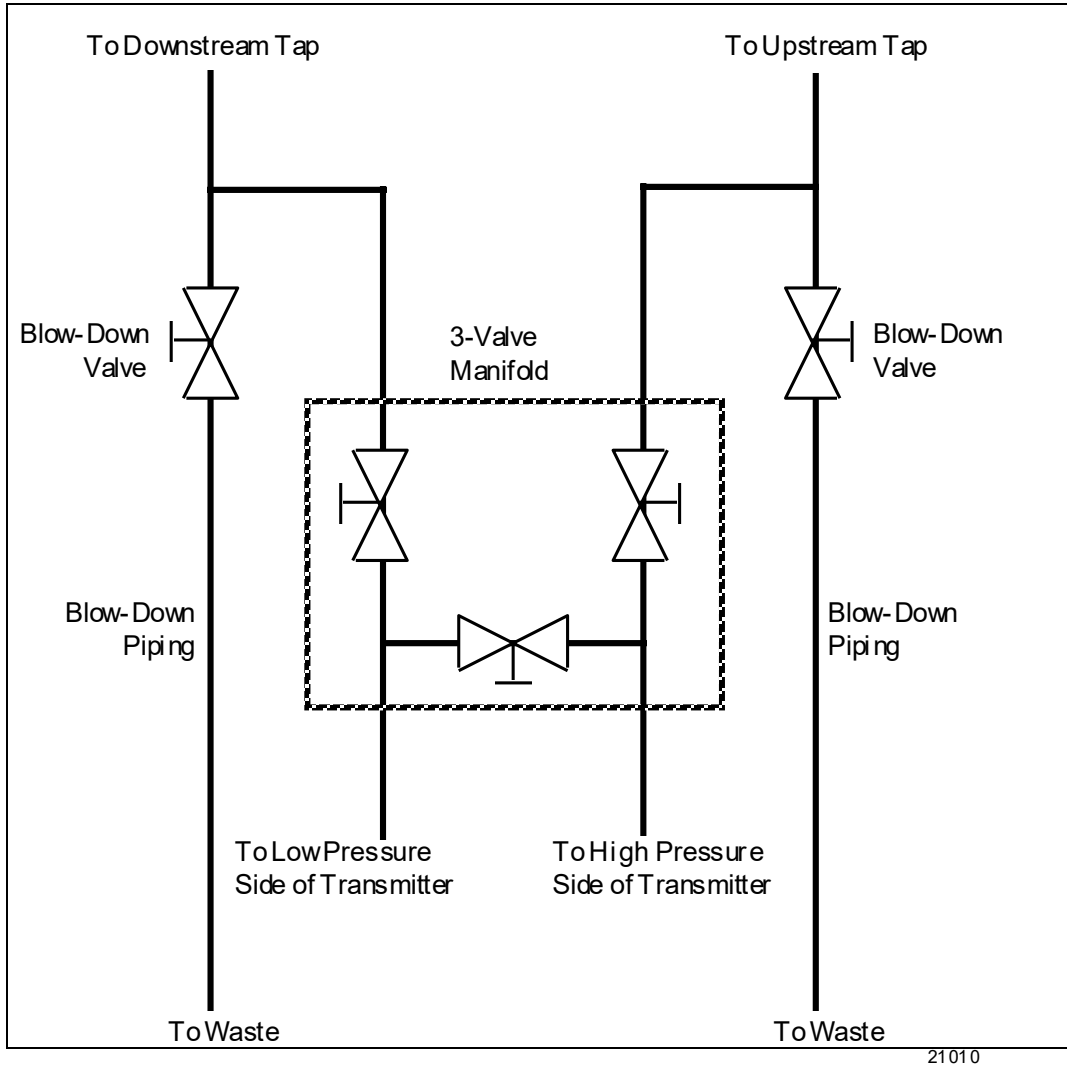 To Downstream Tap
To Upstream Tap
Blow-Down
Valve
3-Valve
Manifold
Blow-Down
Valve
Blow-Down
Piping
Blow-Down
Piping
To Low Pressure
Side of Transmitter
To High Pressure
Side of Transmitter
To Waste
To Waste
21010